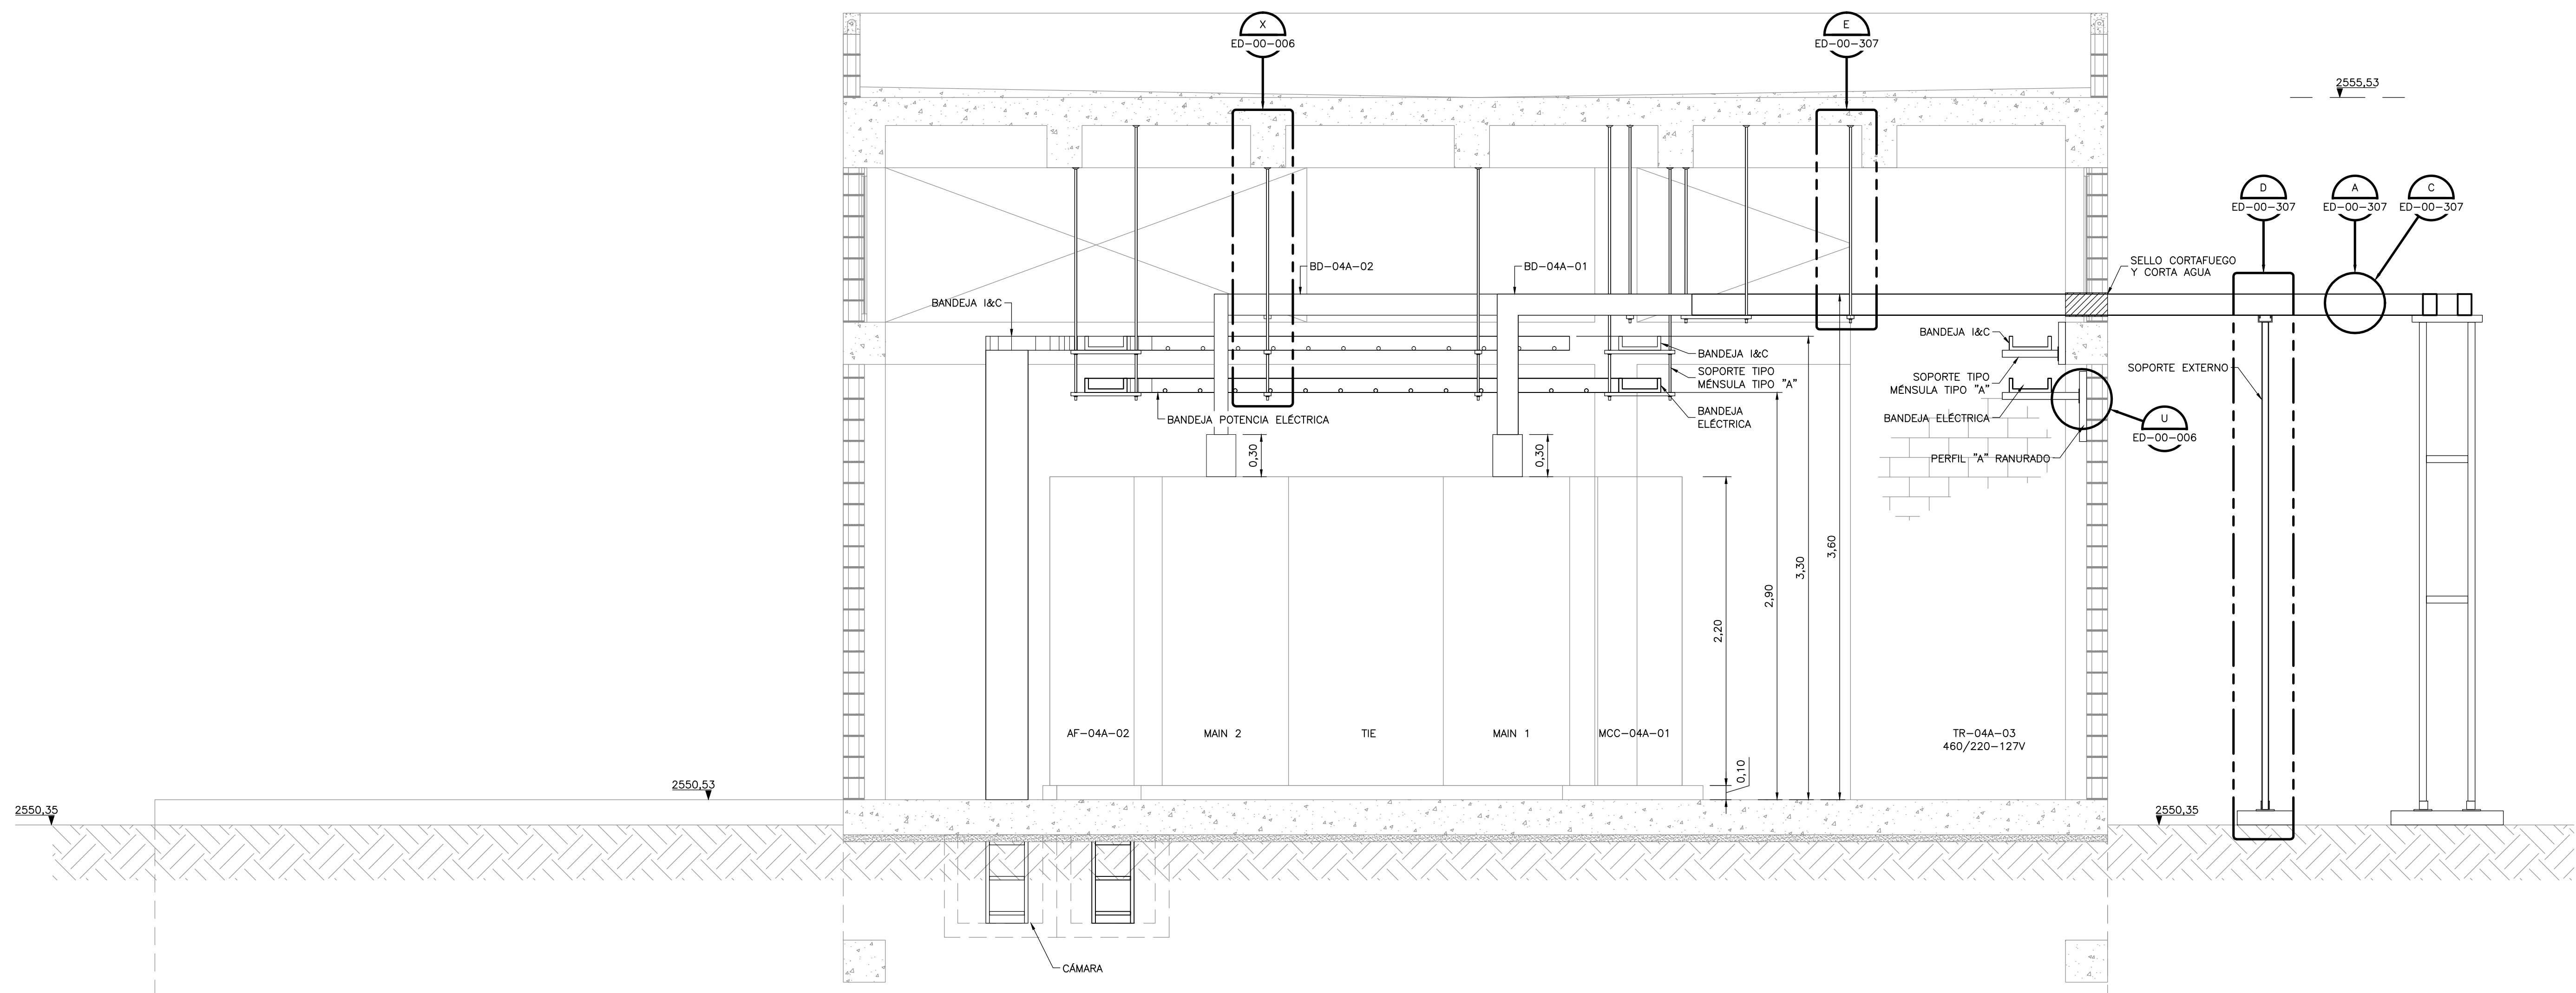 X
ED-00-006
E
ED-00-307
2555,53
D
ED-00-307
A
ED-00-307
C
ED-00-307
BD-04A-02
BD-04A-01
SELLO CORTAFUEGO
Y CORTA AGUA
BANDEJA I&C
BANDEJA I&C
BANDEJA I&C
SOPORTE TIPO
MÉNSULA TIPO "A"
SOPORTE TIPO
MÉNSULA TIPO "A"
SOPORTE EXTERNO
BANDEJA POTENCIA ELÉCTRICA
BANDEJA
ELÉCTRICA
BANDEJA ELÉCTRICA
U
ED-00-006
PERFIL "A" RANURADO
0,30
0,30
3,60
3,30
2,90
2,20
0,10
AF-04A-02
MAIN 2
TIE
MAIN 1
MCC-04A-01
TR-04A-03
460/220-127V
2550,53
2550,35
2550,35
CÁMARA